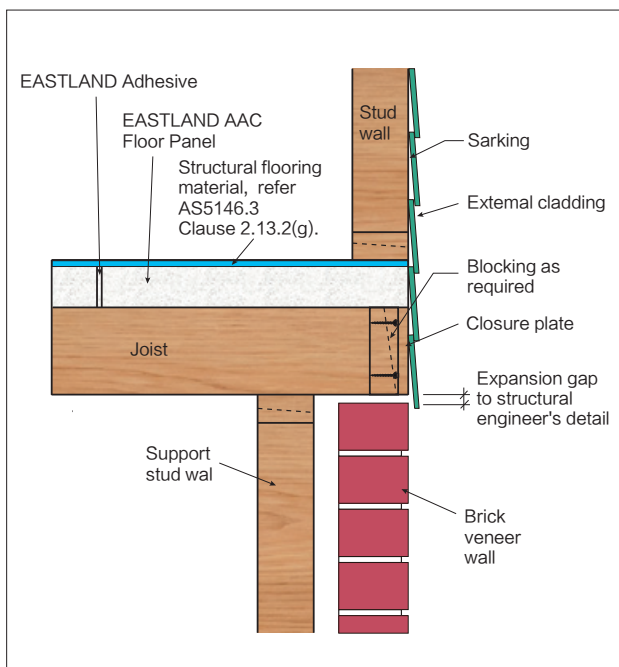 EASTLAND Adhesive
EASTLAND AAC
Floor Panel
Structural flooring
material, refer
AS5146.3
Clause 2.13.2(g).
Stud
wall
Sarking
External cladding
Blocking as
required
Closure plate
Joist
Expansion gap
to structural
engineer's detail
Support
stud wal
Brick
veneer
wall